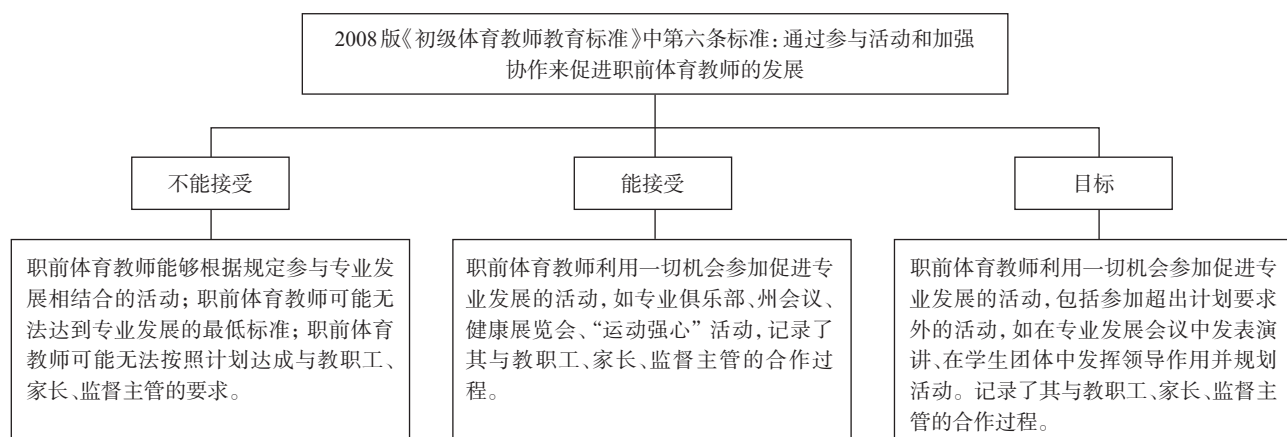 2008版《初级体育教师教育标准》中第六条标准：通过参与活动和加强
协作来促进职前体育教师的发展
不能接受
能接受
目标
职前体育教师能够根据规定参与专业发
展相结合的活动；职前体育教师可能无
法达到专业发展的最低标准；职前体育
教师可能无法按照计划达成与教职工、
家长、监督主管的要求。
职前体育教师利用一切机会参加促进专
业发展的活动，如专业俱乐部、州会议、
健康展览会、“运动强心”活动，记录了
其与教职工、家长、监督主管的合作过
程。
职前体育教师利用一切机会参加促进专
业发展的活动，包括参加超出计划要求
外的活动，如在专业发展会议中发表演
讲、在学生团体中发挥领导作用并规划
活动。记录了其与教职工、家长、监督主
管的合作过程。